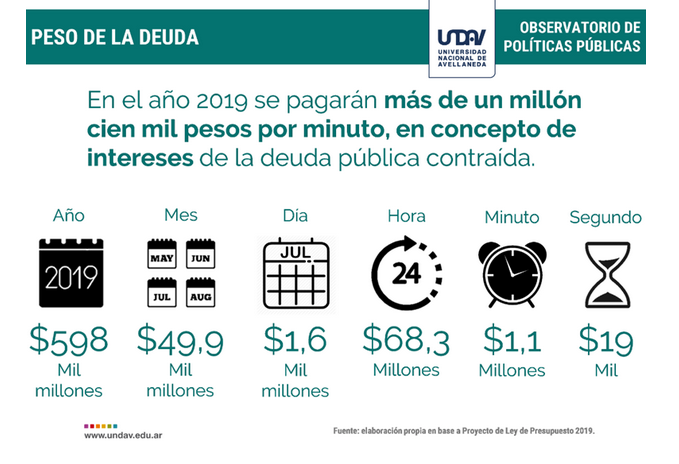 PESO DE LA DEUDA
UNDAV
UNIVERSIDAD
NACIONAL DE
AVELLANEDA
OBSERVATORIO DE
POLÍTICAS PÚBLICAS
En el año 2019 se pagarán más de un millón
cien mil pesos por minuto, en concepto de
intereses de la deuda pública contraída.
Año Mes Día Hora Minuto Segundo
2019
MAY JUN
JUL AUG
JUL
24
$598 $49,9 $1,6 $68,3 $1,1 $19
Mil Mil Mil Millones Millones Mil
millones millones millones
www.undav.edu.ar
Fuente: elaboración propia en base a Proyecto de Ley de Presupuesto 2019.